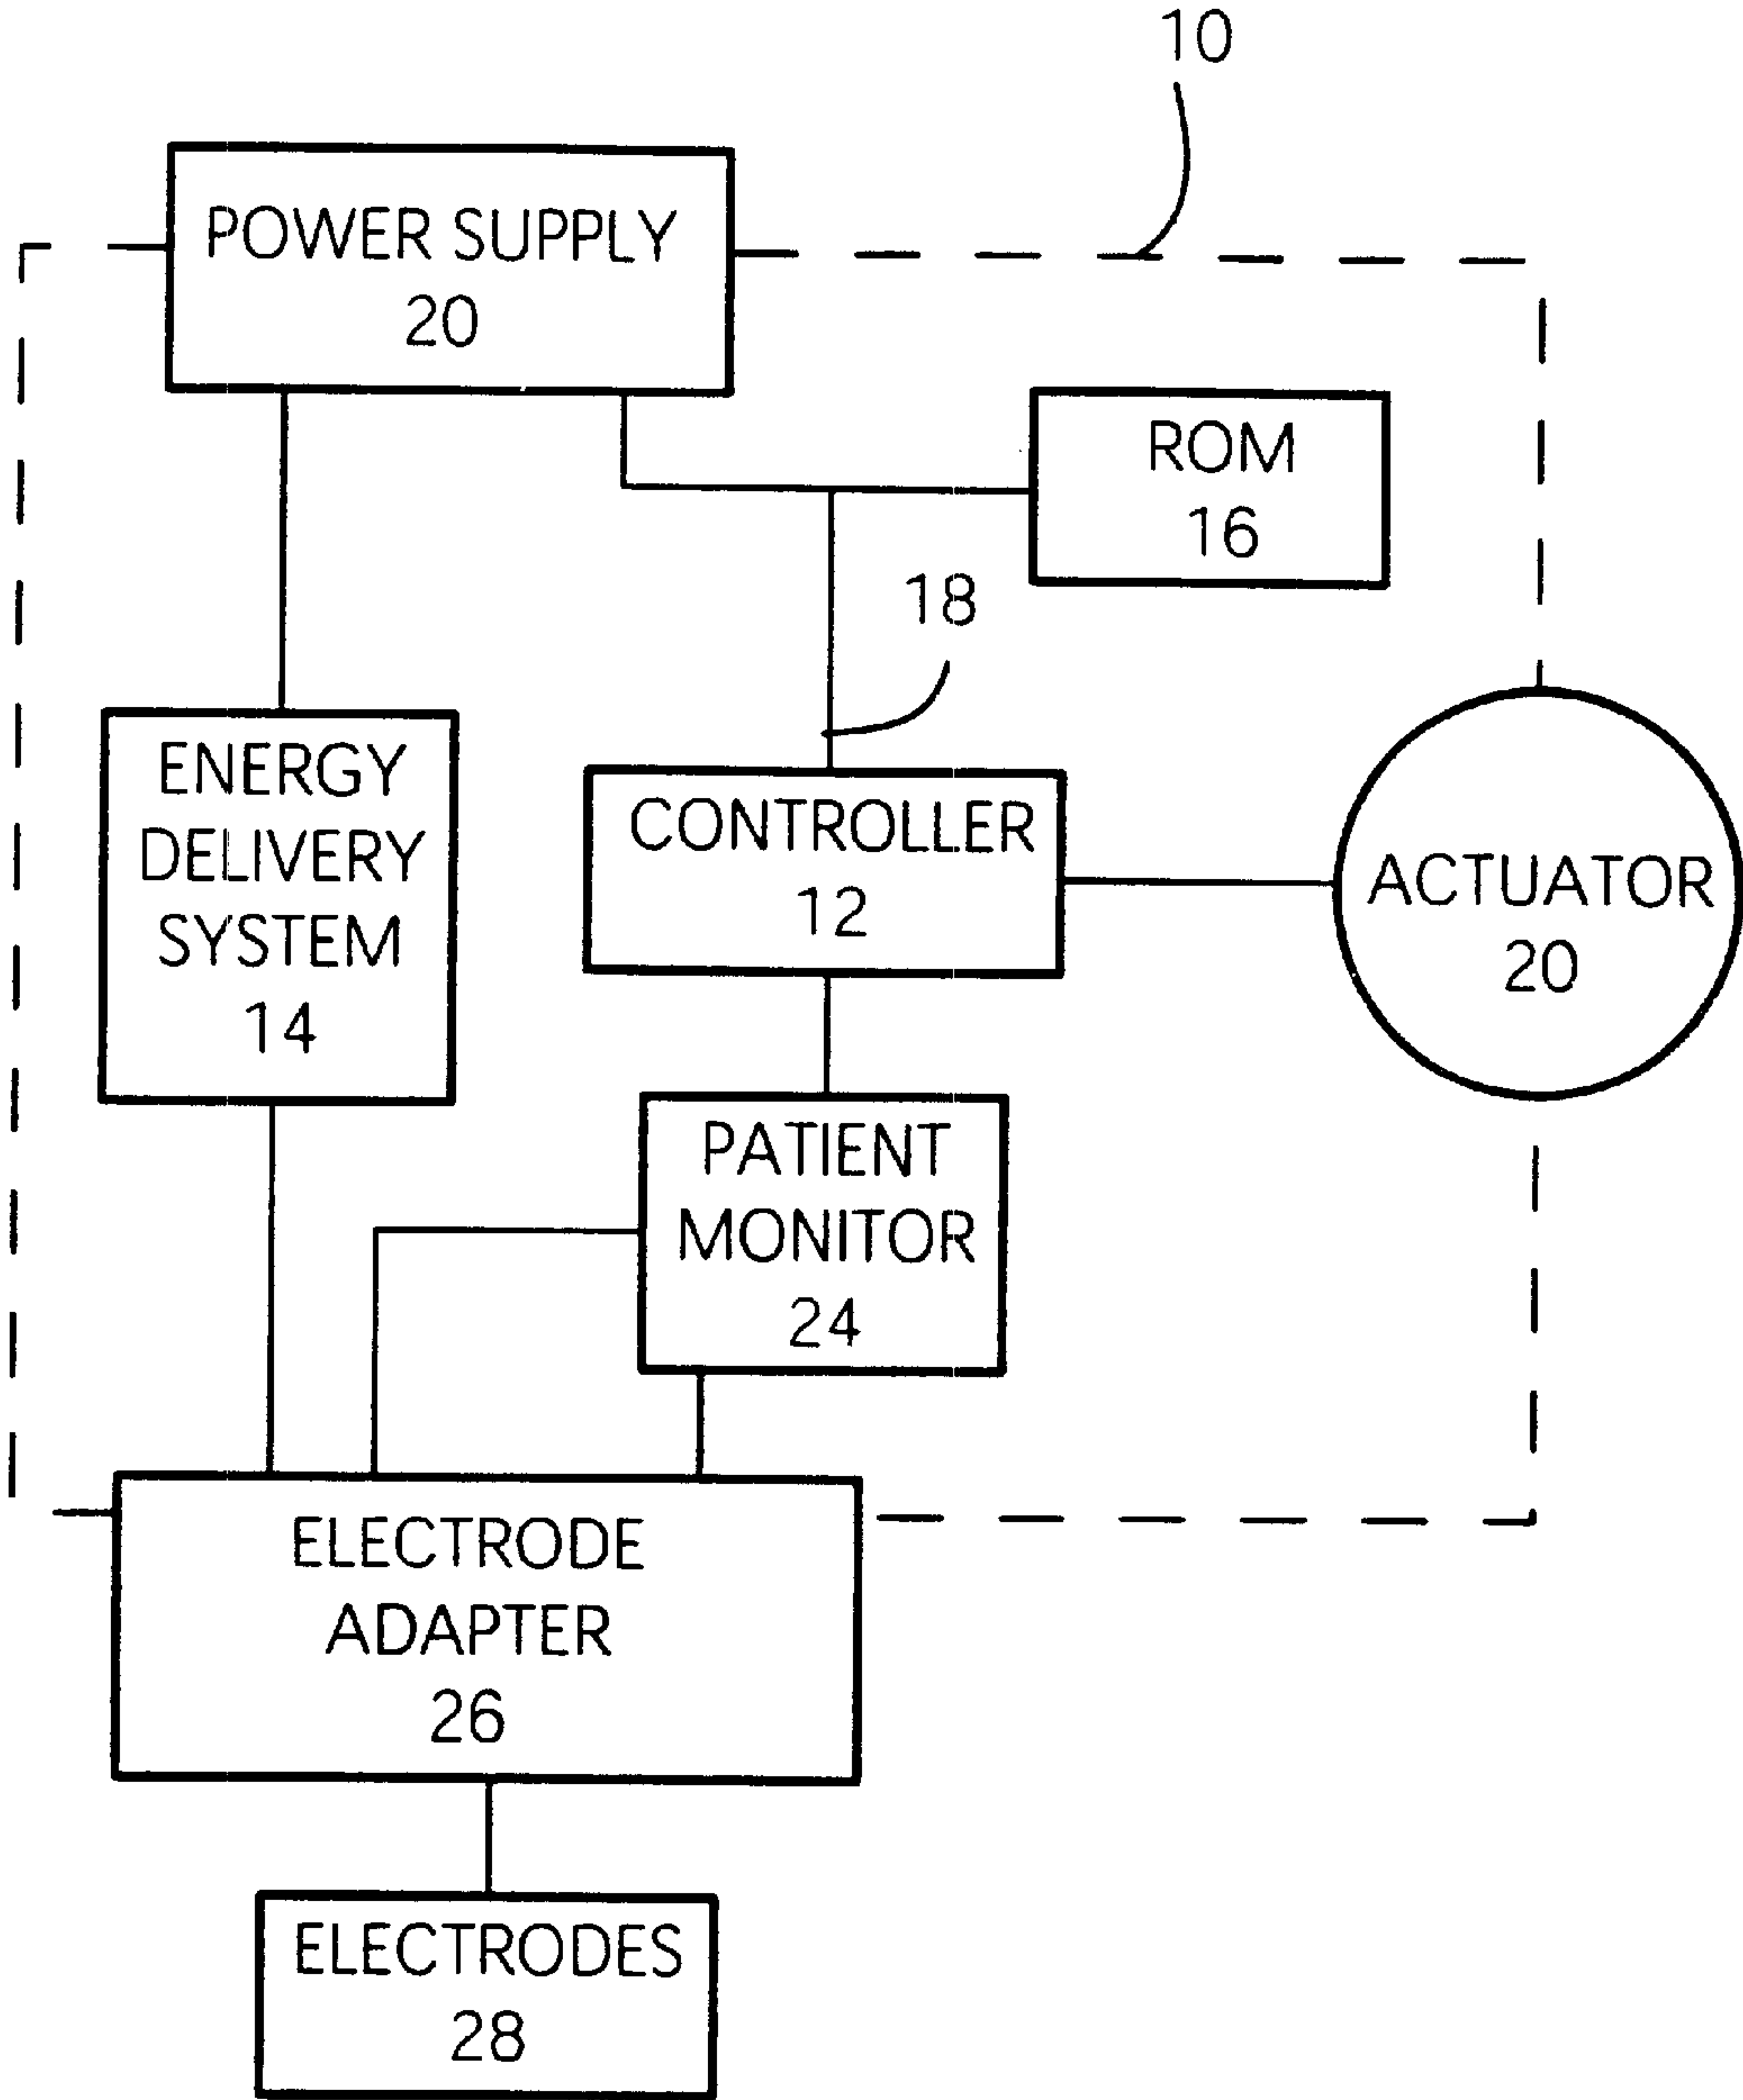 10
POWER SUPPLY
20
ROM
16
18
ENERGY
DELIVERY
SYSTEM
14
CONTROLLER
12
ACTUATOR
20
PATIENT
MONITOR
24
ELECTRODE
ADAPTER
26
ELECTRODES
28